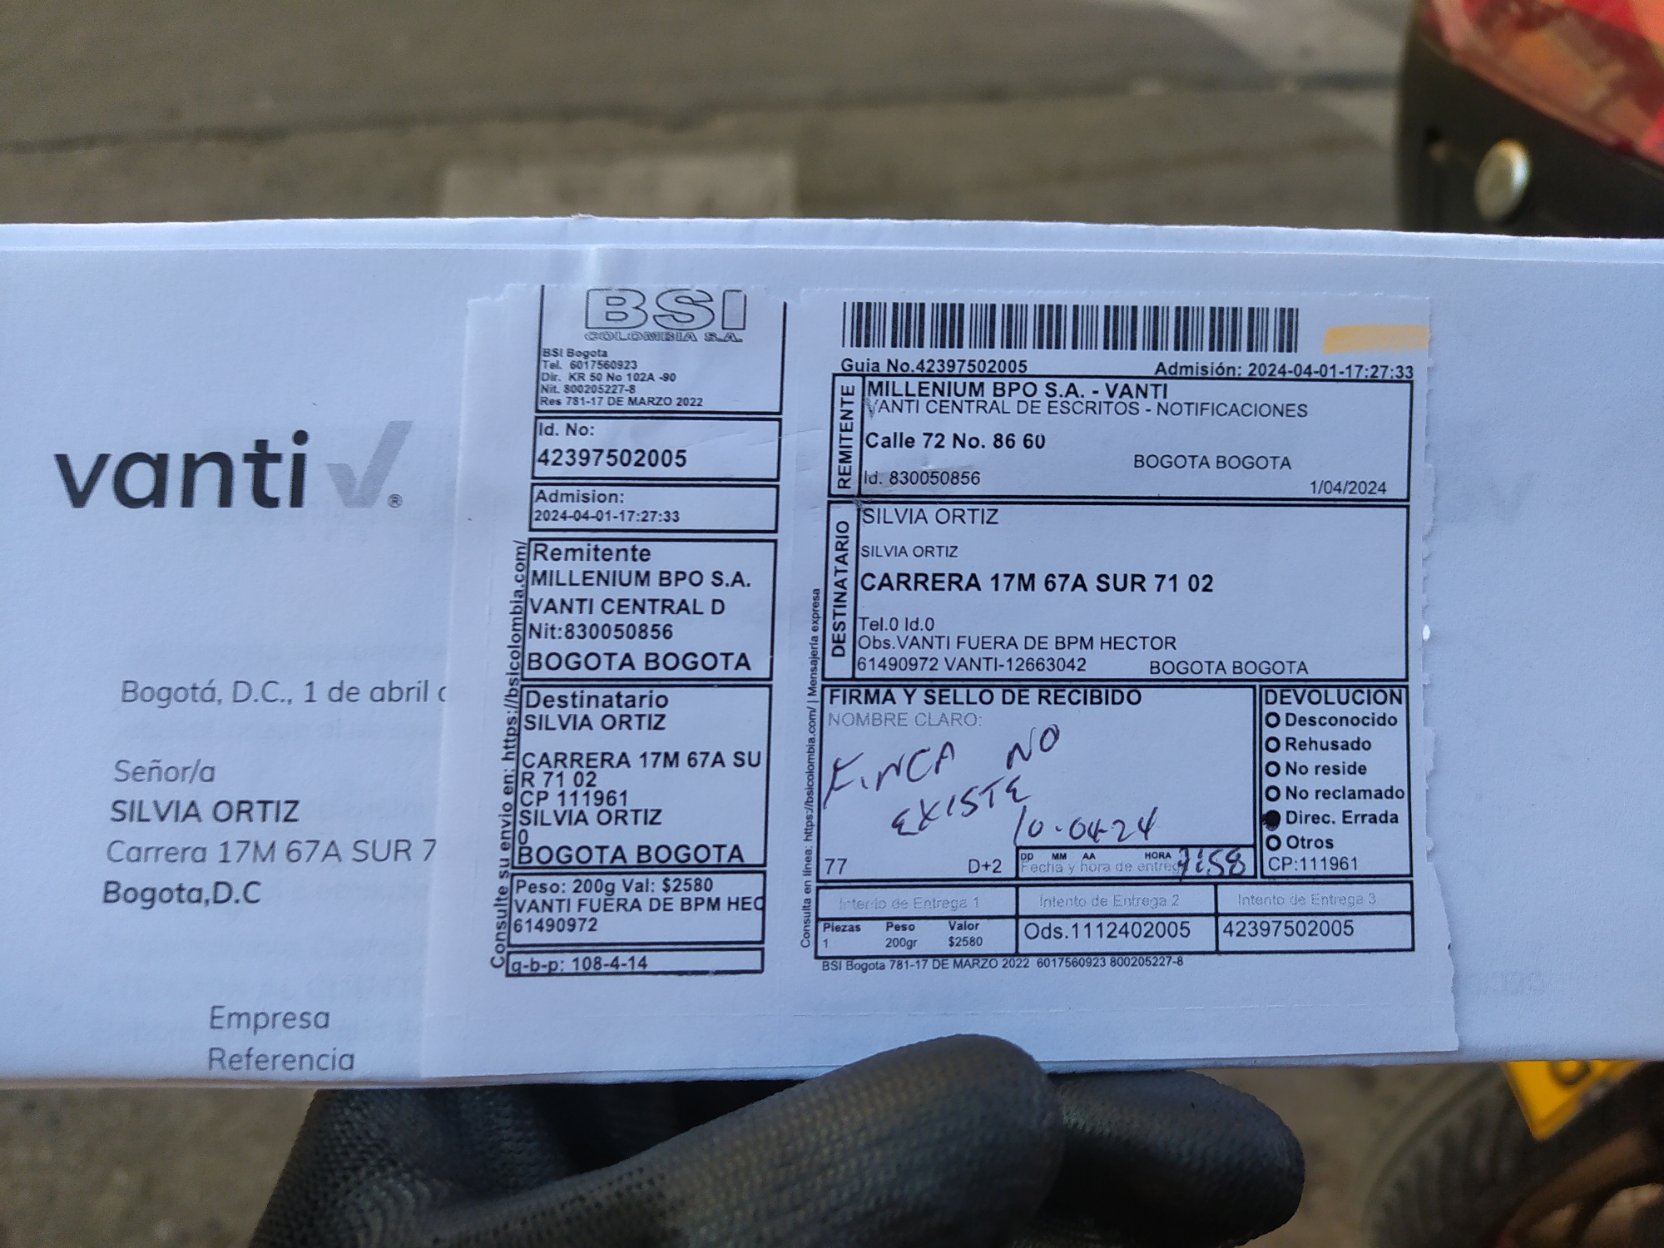 vanti
Bogotá, D.C., 1 de abril
Señor/a
SILVIA ORTIZ
Carrera 17M 67A SUR 7
Bogota,D.C
Empresa
Referencia
Consulte su envio en: https://bsicolombia.com/
BSI
COLOMBIA S.A.
BSI Bogota
Tel. 6017560923
Dir. KR 50 No 102A -90
Nit. 800205227-8
Res 781-17 DE MARZO 2022
Id. No:
42397502005
Admision:
2024-04-01-17:27:33
Remitente
MILLENIUM BPO S.A.
VANTI CENTRAL D
Nit:830050856
BOGOTA BOGOTA
Destinatario
SILVIA ORTIZ
CARRERA 17M 67A SU
R 71 02
CP 111961
SILVIA ORTIZ
0
BOGOTA BOGOTA
Peso: 200g Val: $2580
VANTI FUERA DE BPM HEC
61490972
q-b-p: 108-4-14
Consulta en línea: https://bsicolombia.com/ | Mensajería expresa
Guia No.42397502005 Admisión: 2024-04-01-17:27:33
REMITENTE
MILLENIUM BPO S.A. - VANTI
VANTI CENTRAL DE ESCRITOS - NOTIFICACIONES
Calle 72 No. 86 60
BOGOTA BOGOTA
Id. 830050856
1/04/2024
DESTINATARIO
SILVIA ORTIZ
SILVIA ORTIZ
CARRERA 17M 67A SUR 71 02
Tel.0 Id.0
Obs.VANTI FUERA DE BPM HECTOR
61490972 VANTI-12663042 BOGOTA BOGOTA
FIRMA Y SELLO DE RECIBIDO
NOMBRE CLARO:
FINCA NO
EXISTE
10-04-24
77 D+2
DD MM AA HORA
Fecha y hora de entre 7:58
DEVOLUCION
Desconocido
Rehusado
No reside
No reclamado
Direc. Errada
Otros
CP:111961
Intento de Entrega 1 Intento de Entrega 2 Intento de Entrega 3
Piezas Peso Valor
1 200gr $2580
Ods.1112402005 42397502005
BSI Bogota 781-17 DE MARZO 2022 6017560923 800205227-8